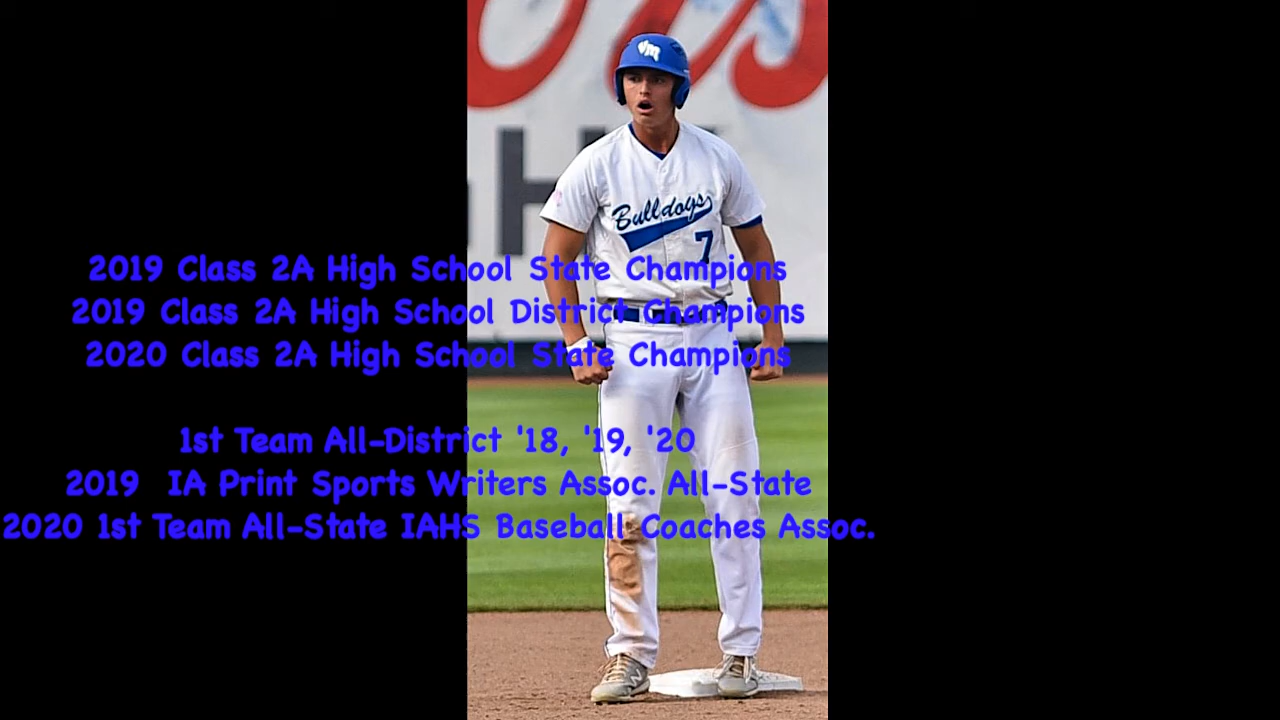 VM
Bulldogs
7
2019 Class 2A High School State Champions
2019 Class 2A High School District Champions
2020 Class 2A High School State Champions
1st Team All-District '18, '19, '20
2019 IA Print Sports Writers Assoc. All-State
2020 1st Team All-State IAHS Baseball Coaches Assoc.
N